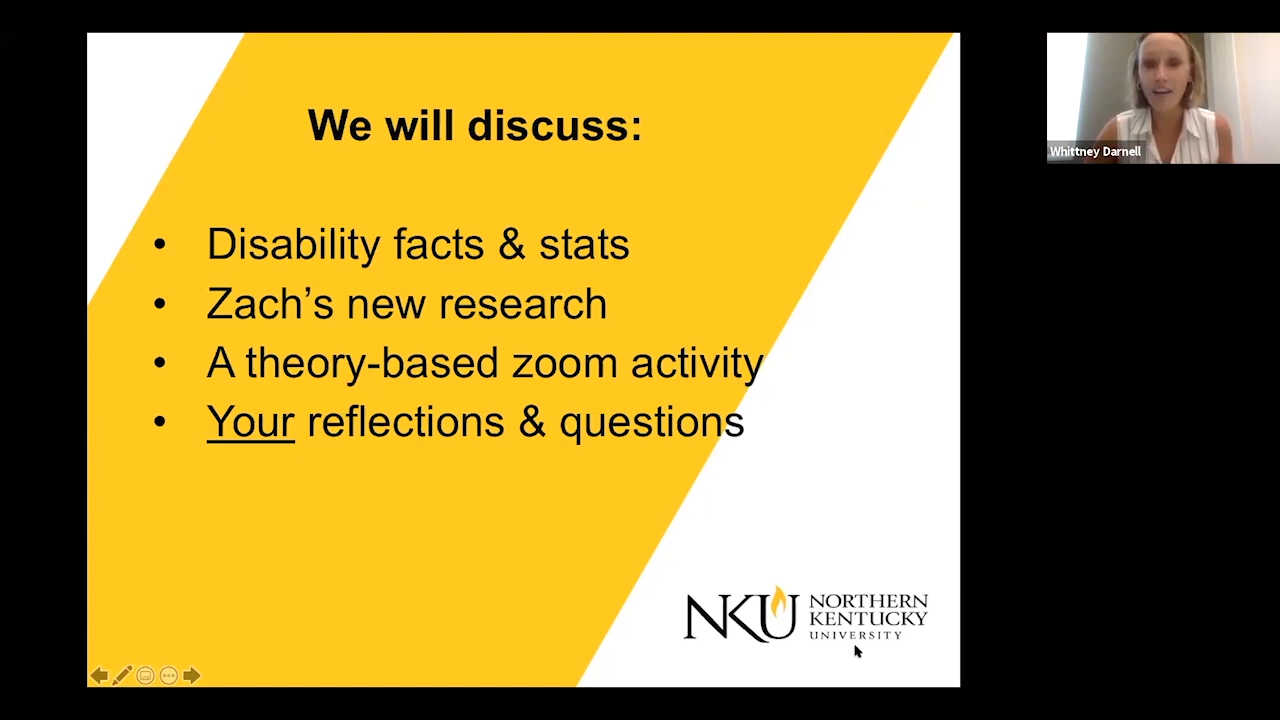 We will discuss:
• Disability facts & stats
• Zach’s new research
• A theory-based zoom activity
• Your reflections & questions
NKU
NORTHERN
KENTUCKY
UNIVERSITY
Whittney Darnell